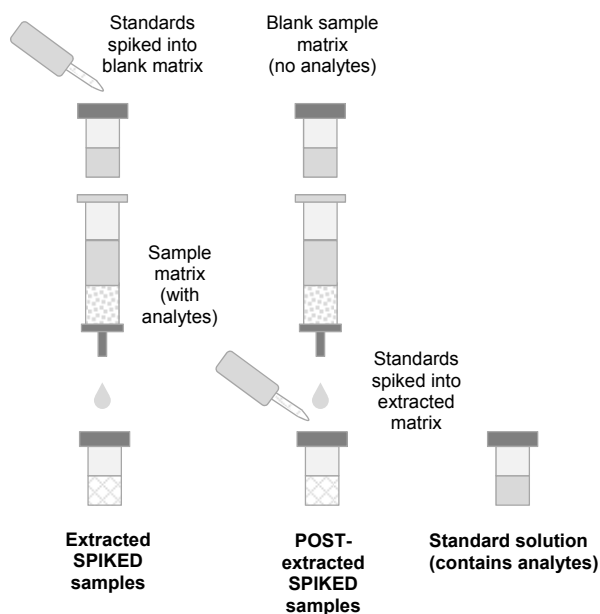 Standards
spiked into
blank matrix
Blank sample
matrix
(no analytes)
Sample
matrix
(with
analytes)
Standards
spiked into
extracted
matrix
Extracted
SPIKED
samples
POST-
extracted
SPIKED
samples
Standard solution
(contains analytes)